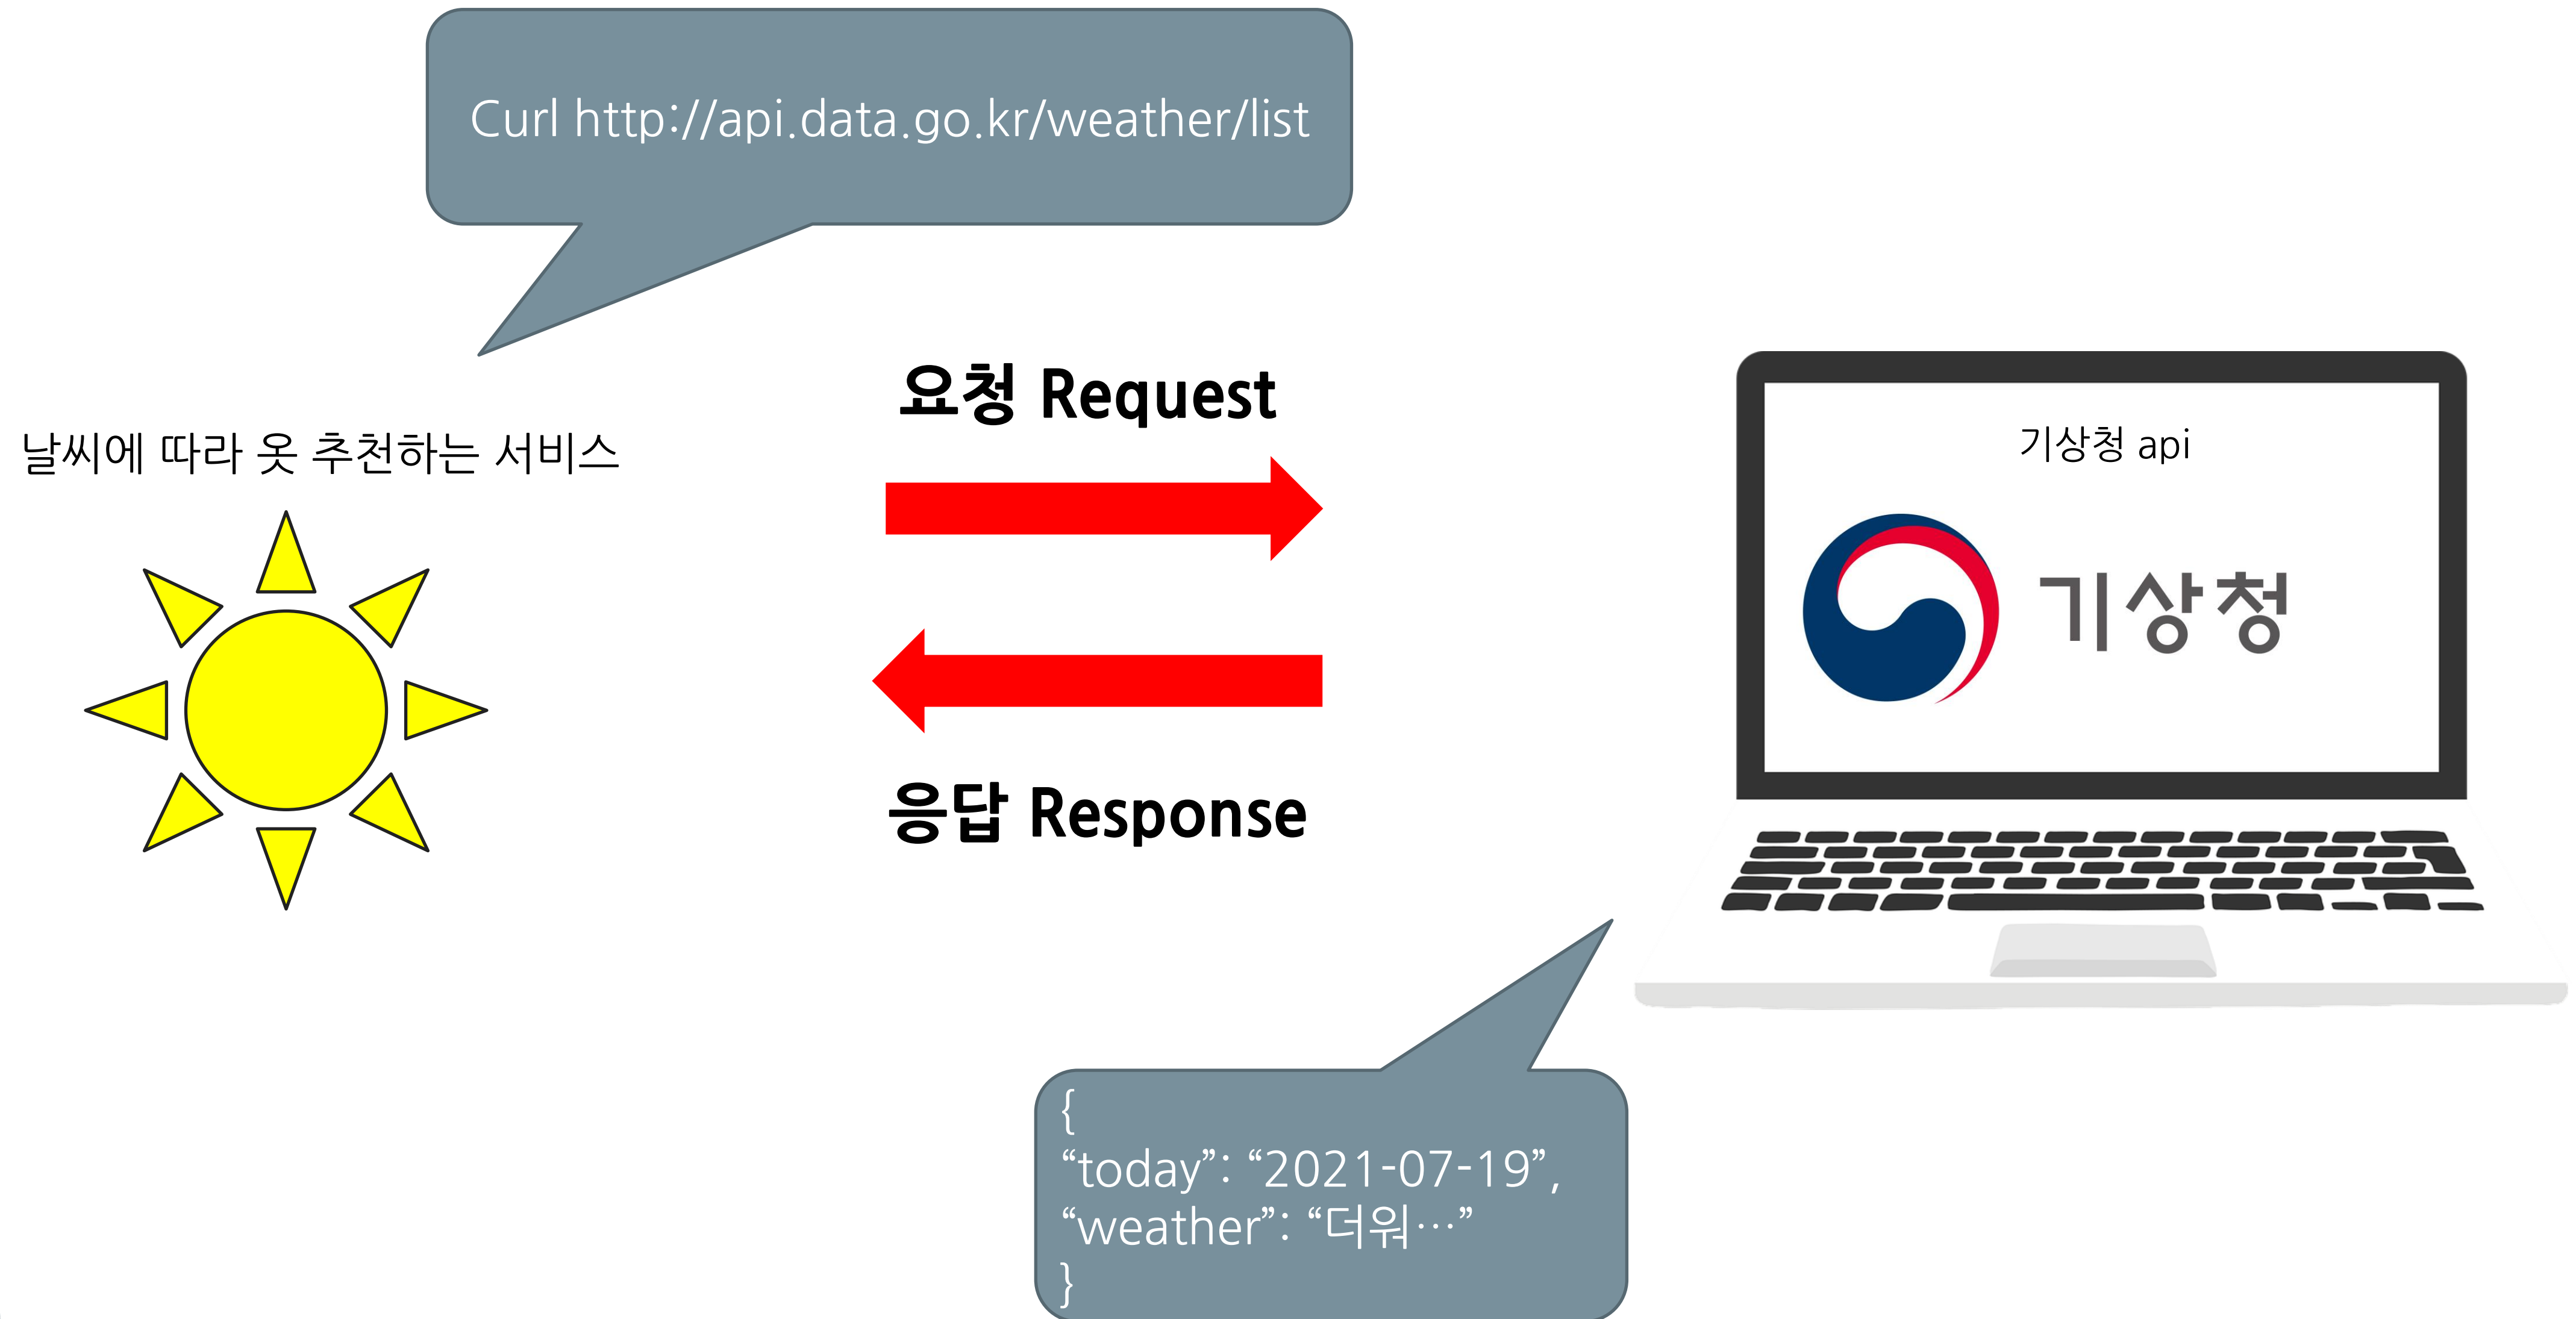 Curl http://api.data.go.kr/weather/list
요청 Request
날씨에 따라 옷 추천하는 서비스
기상청 api
기상청
응답 Response
{
“today”: “2021-07-19”,
“weather”: “더워…”
}